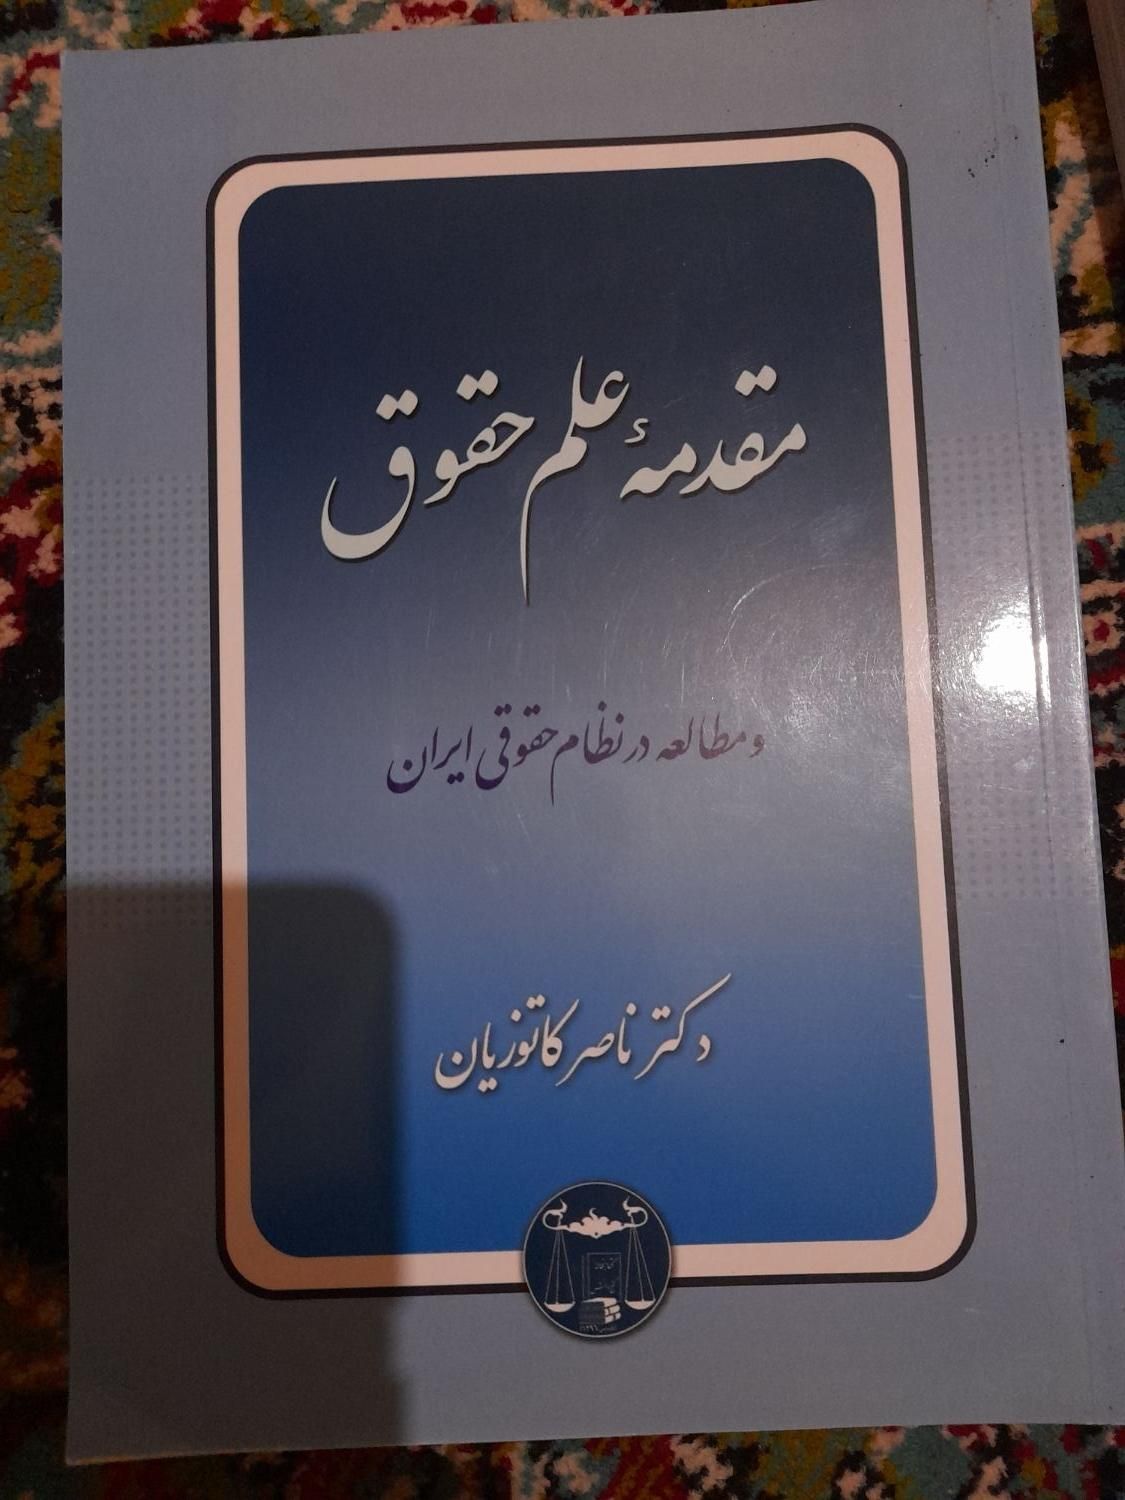 مقدمهٔ علم حقوق
و مطالعه در نظام حقوقی ایران
دکتر ناصر کاتوزیان